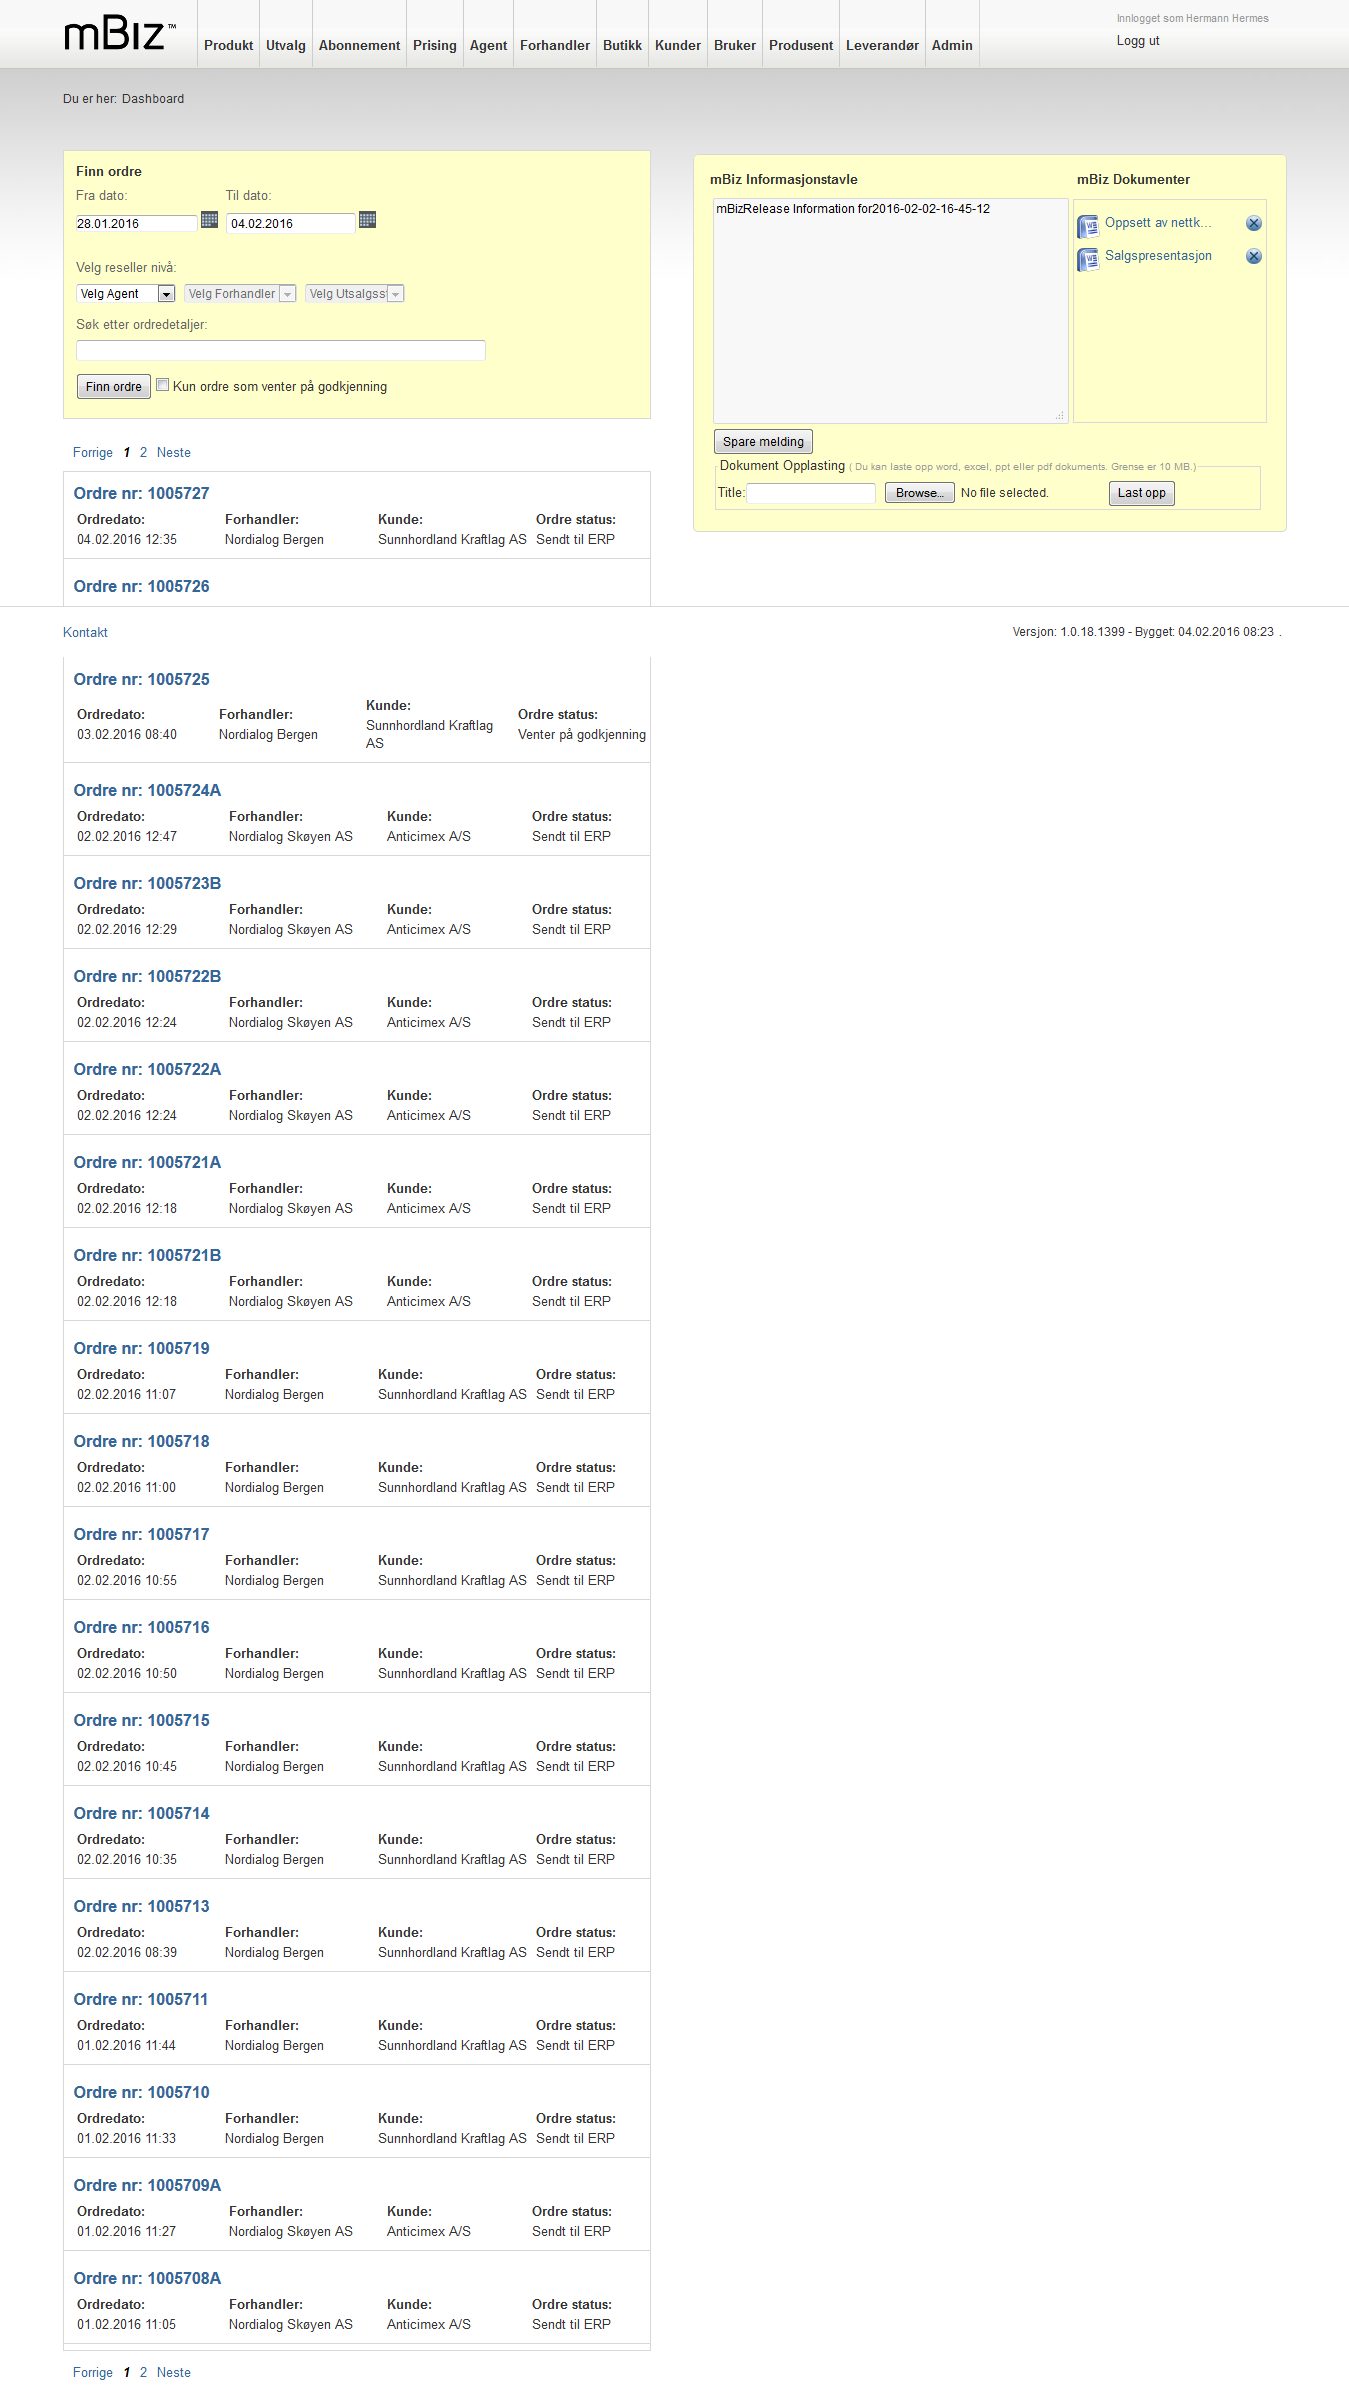 mBiz™
Produkt Utvalg Abonnement Prising Agent Forhandler Butikk Kunder Bruker Produsent Leverandør Admin
Innlogget som Hermann Hermes
Logg ut
Du er her: Dashboard
Finn ordre
Fra dato: Til dato:
28.01.2016 04.02.2016
Velg reseller nivå:
Velg Agent Velg Forhandler Velg Utsalgss
Søk etter ordredetaljer:
Finn ordre Kun ordre som venter på godkjenning
mBiz Informasjonstavle mBiz Dokumenter
mBizRelease Information for2016-02-02-16-45-12
Oppsett av nettk...
Salgspresentasjon
Spare melding
Dokument Opplasting ( Du kan laste opp word, excel, ppt eller pdf dokuments. Grense er 10 MB.)
Title: Browse... No file selected. Last opp
Forrige 1 2 Neste
Ordre nr: 1005727
Ordredato: Forhandler: Kunde: Ordre status:
04.02.2016 12:35 Nordialog Bergen Sunnhordland Kraftlag AS Sendt til ERP
Ordre nr: 1005726
Kontakt Versjon: 1.0.18.1399 - Bygget: 04.02.2016 08:23 .
Ordre nr: 1005725
Ordredato: Forhandler: Kunde: Ordre status:
03.02.2016 08:40 Nordialog Bergen Sunnhordland Kraftlag AS Venter på godkjenning
Ordre nr: 1005724A
Ordredato: Forhandler: Kunde: Ordre status:
02.02.2016 12:47 Nordialog Skøyen AS Anticimex A/S Sendt til ERP
Ordre nr: 1005723B
Ordredato: Forhandler: Kunde: Ordre status:
02.02.2016 12:29 Nordialog Skøyen AS Anticimex A/S Sendt til ERP
Ordre nr: 1005722B
Ordredato: Forhandler: Kunde: Ordre status:
02.02.2016 12:24 Nordialog Skøyen AS Anticimex A/S Sendt til ERP
Ordre nr: 1005722A
Ordredato: Forhandler: Kunde: Ordre status:
02.02.2016 12:24 Nordialog Skøyen AS Anticimex A/S Sendt til ERP
Ordre nr: 1005721A
Ordredato: Forhandler: Kunde: Ordre status:
02.02.2016 12:18 Nordialog Skøyen AS Anticimex A/S Sendt til ERP
Ordre nr: 1005721B
Ordredato: Forhandler: Kunde: Ordre status:
02.02.2016 12:18 Nordialog Skøyen AS Anticimex A/S Sendt til ERP
Ordre nr: 1005719
Ordredato: Forhandler: Kunde: Ordre status:
02.02.2016 11:07 Nordialog Bergen Sunnhordland Kraftlag AS Sendt til ERP
Ordre nr: 1005718
Ordredato: Forhandler: Kunde: Ordre status:
02.02.2016 11:00 Nordialog Bergen Sunnhordland Kraftlag AS Sendt til ERP
Ordre nr: 1005717
Ordredato: Forhandler: Kunde: Ordre status:
02.02.2016 10:55 Nordialog Bergen Sunnhordland Kraftlag AS Sendt til ERP
Ordre nr: 1005716
Ordredato: Forhandler: Kunde: Ordre status:
02.02.2016 10:50 Nordialog Bergen Sunnhordland Kraftlag AS Sendt til ERP
Ordre nr: 1005715
Ordredato: Forhandler: Kunde: Ordre status:
02.02.2016 10:45 Nordialog Bergen Sunnhordland Kraftlag AS Sendt til ERP
Ordre nr: 1005714
Ordredato: Forhandler: Kunde: Ordre status:
02.02.2016 10:35 Nordialog Bergen Sunnhordland Kraftlag AS Sendt til ERP
Ordre nr: 1005713
Ordredato: Forhandler: Kunde: Ordre status:
02.02.2016 08:39 Nordialog Bergen Sunnhordland Kraftlag AS Sendt til ERP
Ordre nr: 1005711
Ordredato: Forhandler: Kunde: Ordre status:
01.02.2016 11:44 Nordialog Bergen Sunnhordland Kraftlag AS Sendt til ERP
Ordre nr: 1005710
Ordredato: Forhandler: Kunde: Ordre status:
01.02.2016 11:33 Nordialog Bergen Sunnhordland Kraftlag AS Sendt til ERP
Ordre nr: 1005709A
Ordredato: Forhandler: Kunde: Ordre status:
01.02.2016 11:27 Nordialog Skøyen AS Anticimex A/S Sendt til ERP
Ordre nr: 1005708A
Ordredato: Forhandler: Kunde: Ordre status:
01.02.2016 11:05 Nordialog Skøyen AS Anticimex A/S Sendt til ERP
Forrige 1 2 Neste